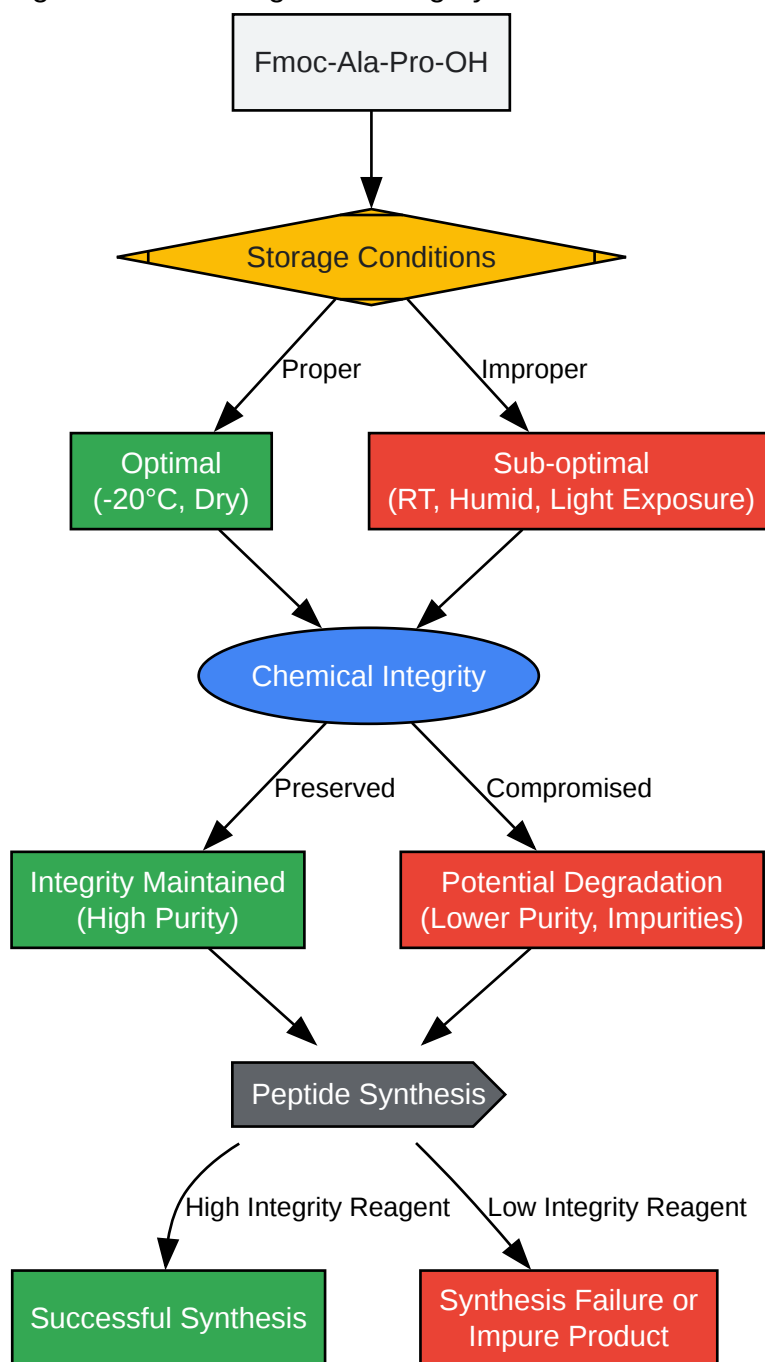 Fmoc-Ala-Pro-OH
Storage Conditions
Proper
Improper
Optimal
(-20°C, Dry)
Sub-optimal
(RT, Humid, Light Exposure)
Chemical Integrity
Preserved
Compromised
Integrity Maintained
(High Purity)
Potential Degradation
(Lower Purity, Impurities)
Peptide Synthesis
High Integrity Reagent
Low Integrity Reagent
Successful Synthesis
Synthesis Failure or
Impure Product